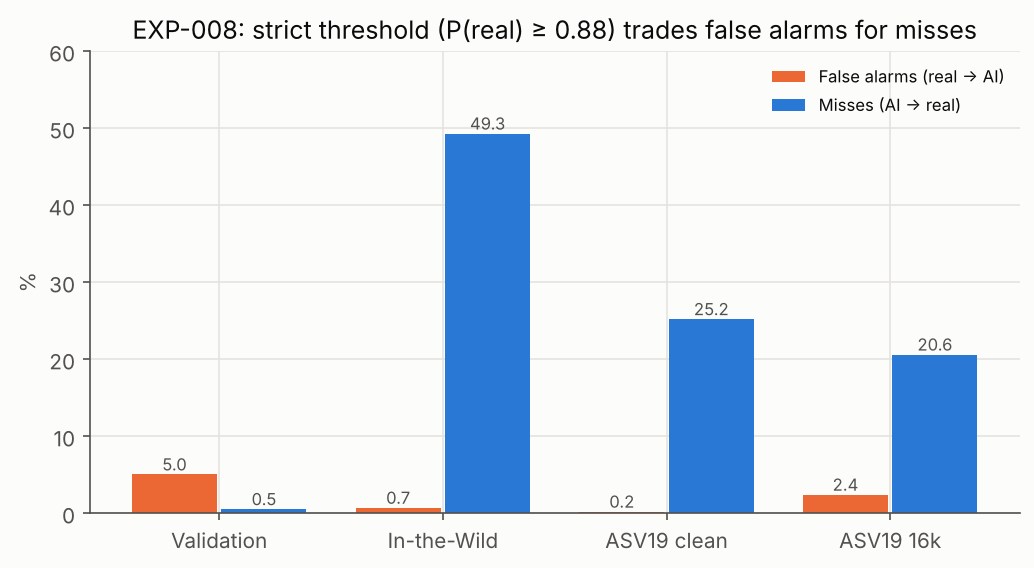 EXP-008: strict threshold (P(real) ≥ 0.88) trades false alarms for misses
False alarms (real → AI)
Misses (AI → real)
%
60
50
40
30
20
10
0
5.0
0.5
0.7
49.3
0.2
25.2
2.4
20.6
Validation
In-the-Wild
ASV19 clean
ASV19 16k